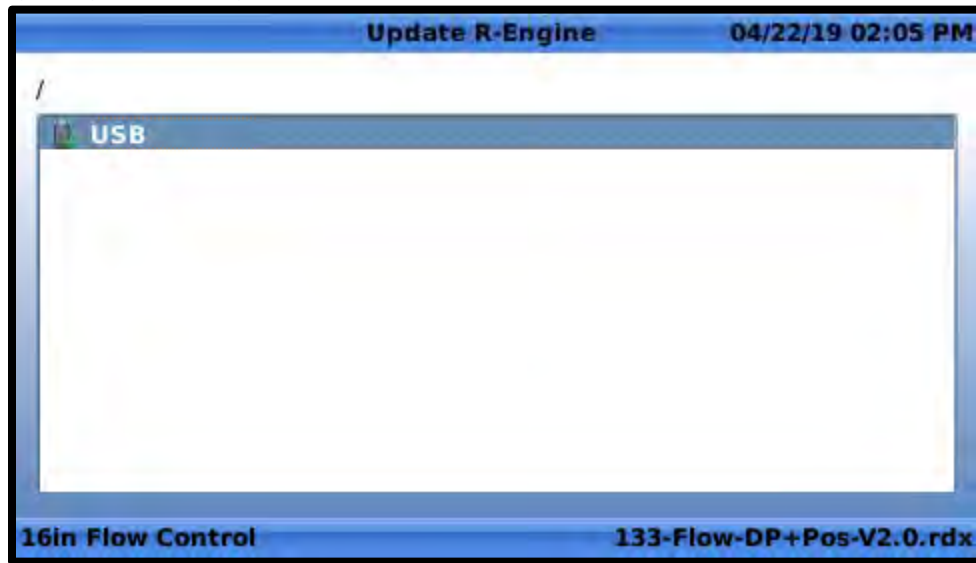 Update R-Engine 04/22/19 02:05 PM
/
USB
16in Flow Control 133-Flow-DP+Pos-V2.0.rdx